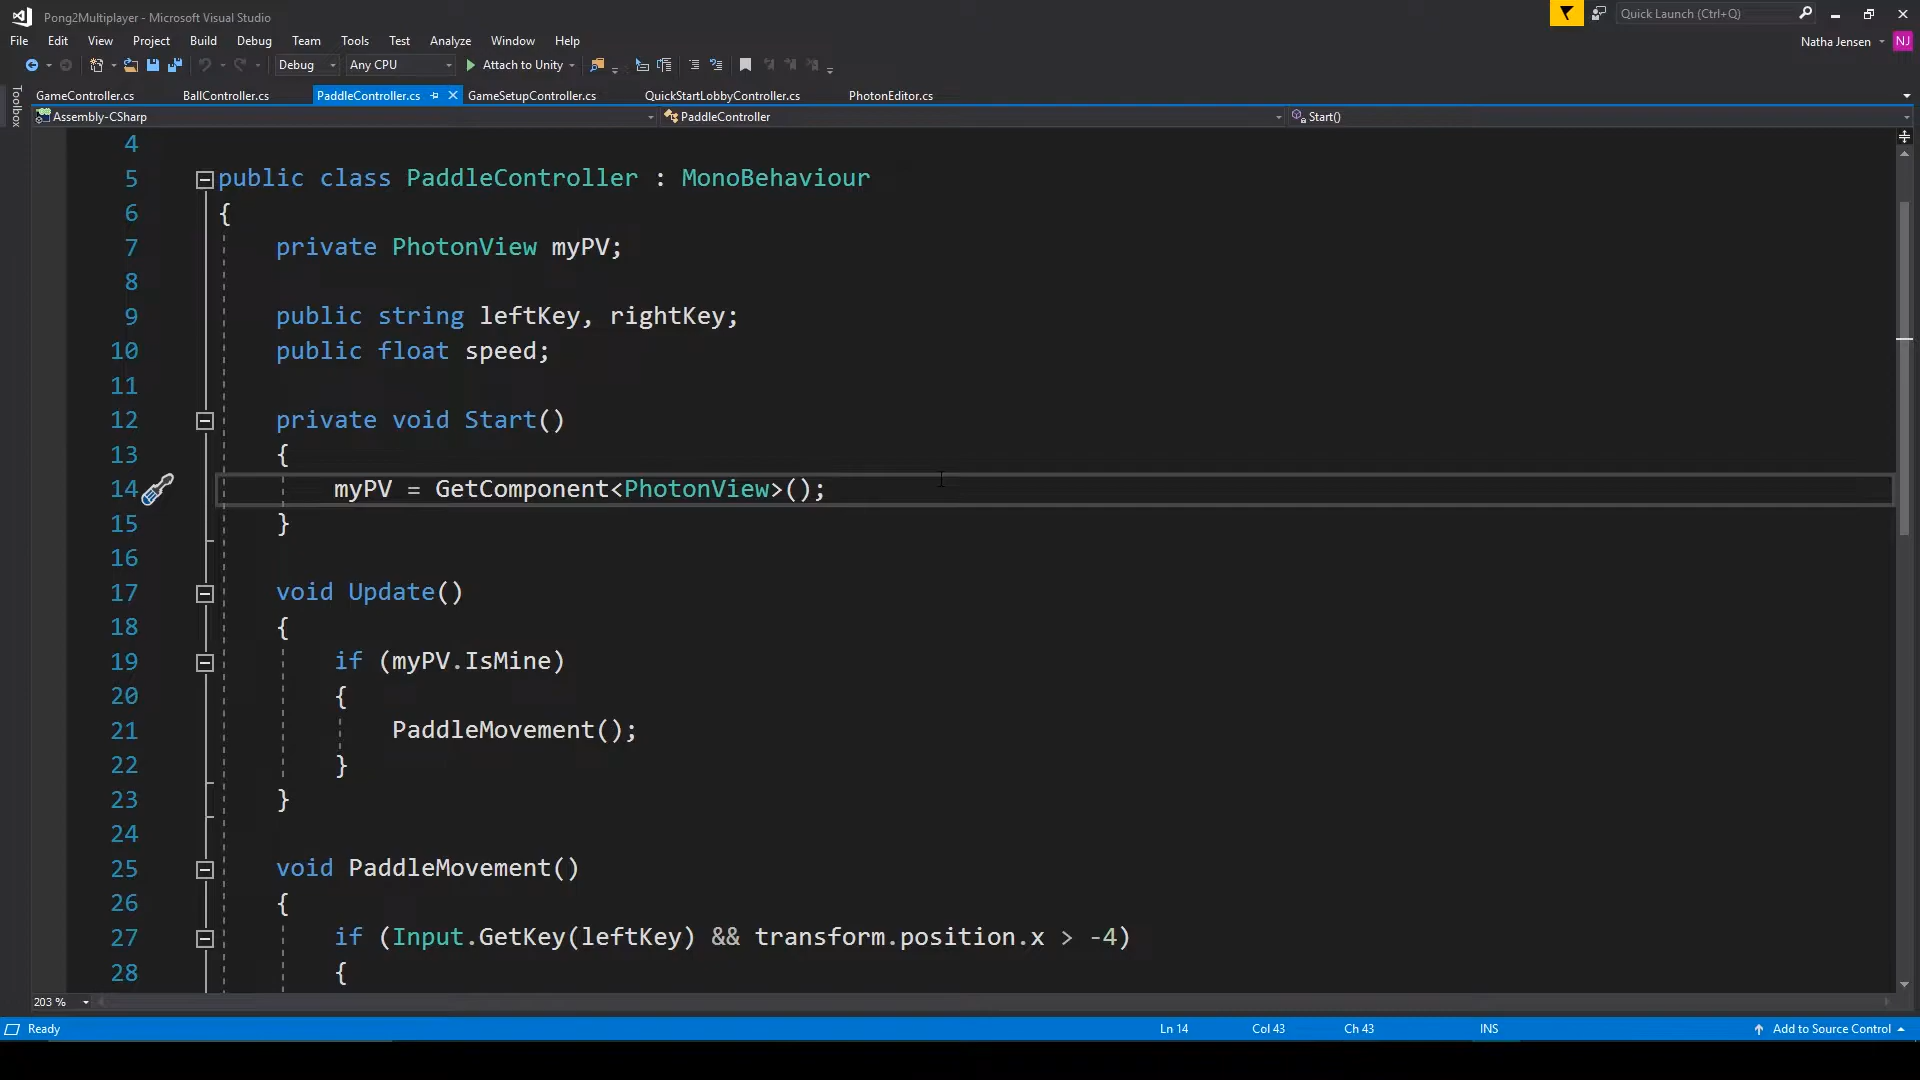 Pong2Multiplayer - Microsoft Visual Studio
Quick Launch (Ctrl+Q)
File Edit View Project Build Debug Team Tools Test Analyze Window Help
Natha Jensen NJ
Debug Any CPU Attach to Unity
Toolbox
GameController.cs BallController.cs PaddleController.cs GameSetupController.cs QuickStartLobbyController.cs PhotonEditor.cs
Assembly-CSharp PaddleController Start()
4
5 public class PaddleController : MonoBehaviour
6 {
7 private PhotonView myPV;
8
9 public string leftKey, rightKey;
10 public float speed;
11
12 private void Start()
13 {
14 myPV = GetComponent<PhotonView>();
15 }
16
17 void Update()
18 {
19 if (myPV.IsMine)
20 {
21 PaddleMovement();
22 }
23 }
24
25 void PaddleMovement()
26 {
27 if (Input.GetKey(leftKey) && transform.position.x > -4)
28 {
203 %
Ready Ln 14 Col 43 Ch 43 INS Add to Source Control